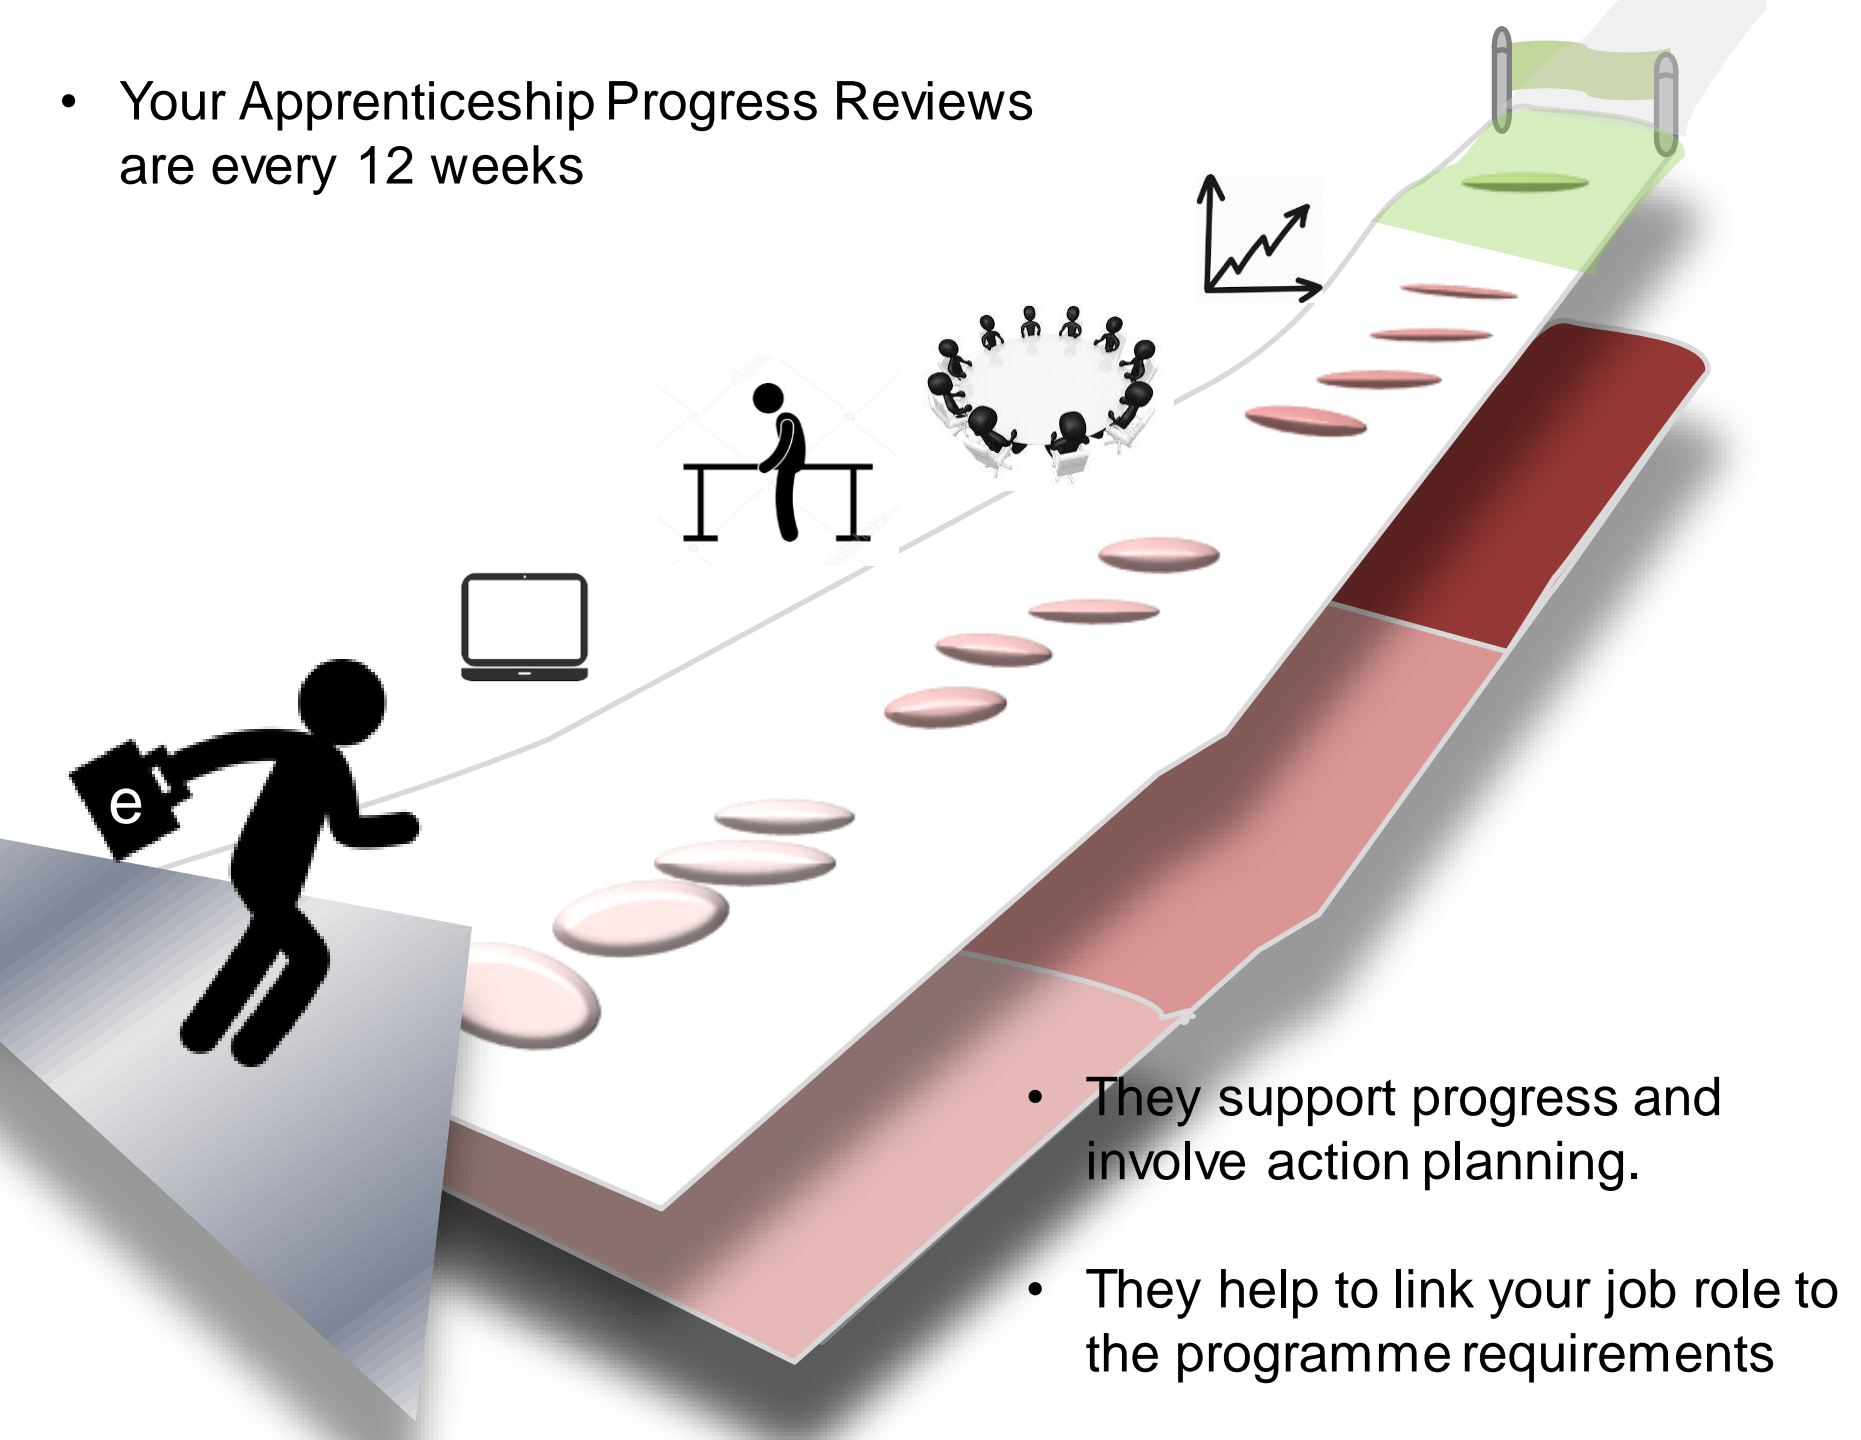 • Your Apprenticeship Progress Reviews
are every 12 weeks
e
• They support progress and
involve action planning.
• They help to link your job role to
the programme requirements